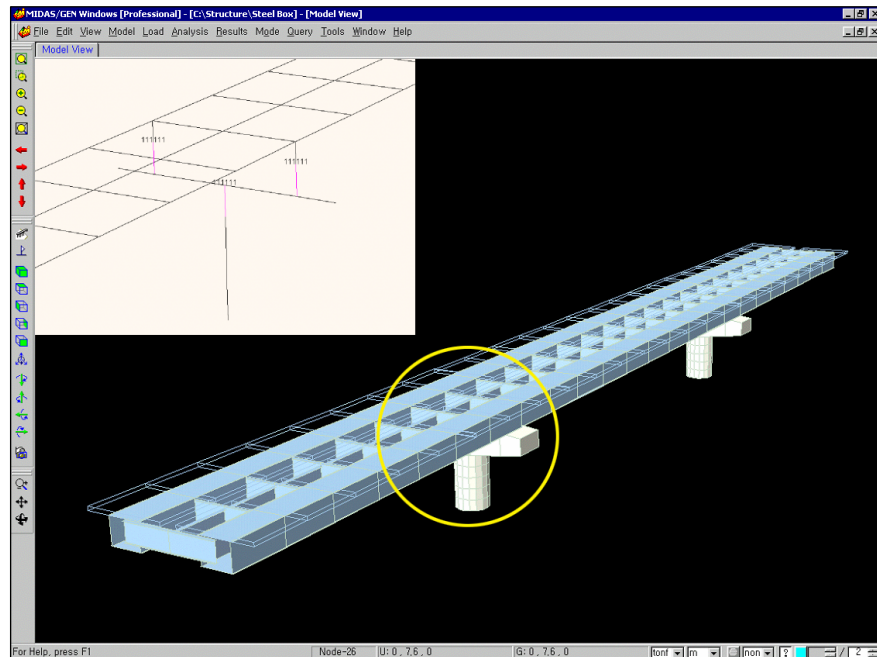 MIDAS/GEN Windows [Professional] - [C:\Structure\Steel Box] - [Model View]
File Edit View Model Load Analysis Results Mode Query Tools Window Help
Model View
111111
111111
11111
For Help, press F1 Node-26 U: 0 , 7.6 , 0 G: 0 , 7.6 , 0 tonf m non ? / 2